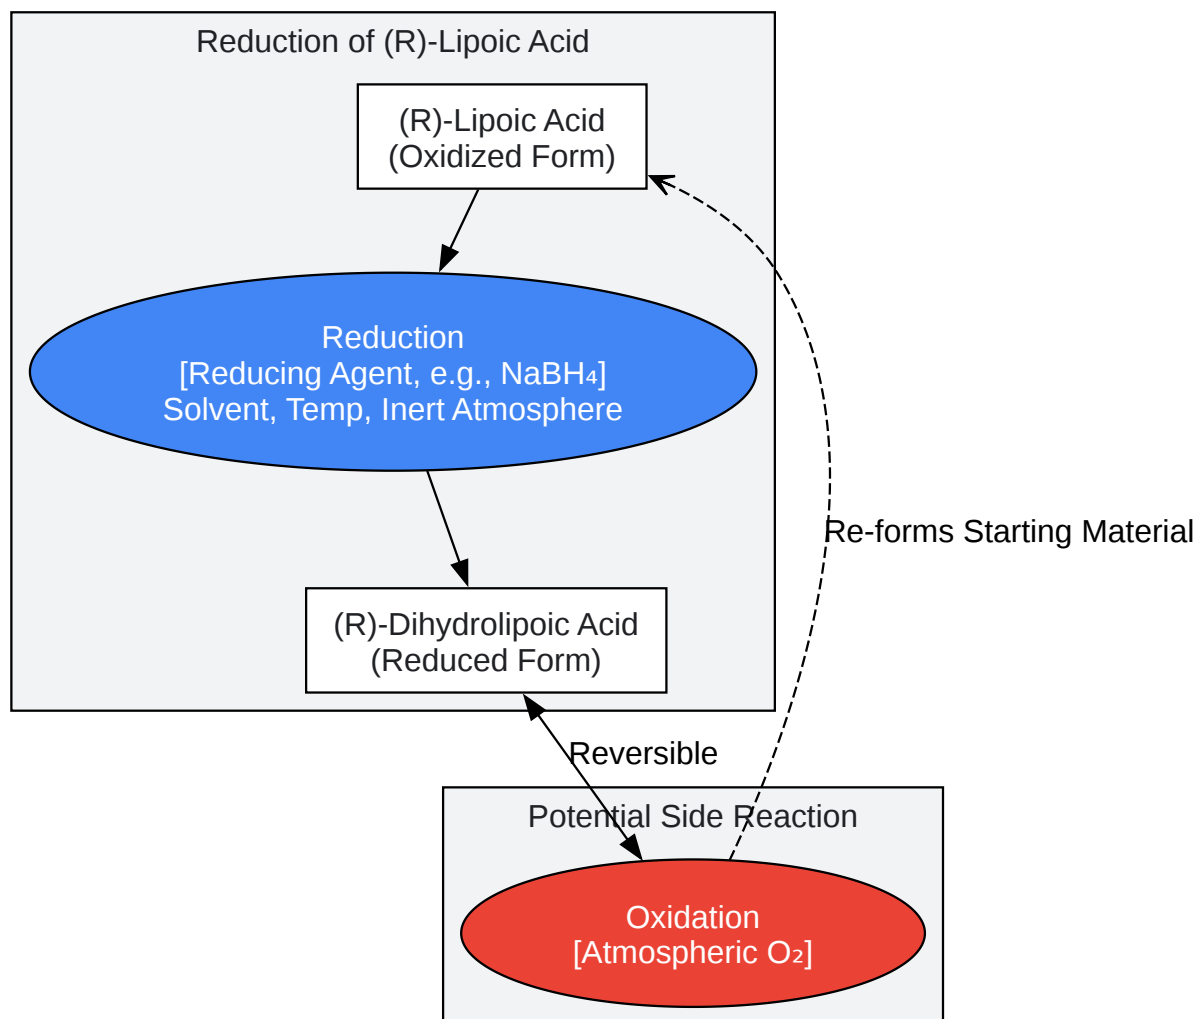 Reduction of (R)-Lipoic Acid
(R)-Lipoic Acid
(Oxidized Form)
Reduction
[Reducing Agent, e.g., NaBH₄]
Solvent, Temp, Inert Atmosphere
Re-forms Starting Material
(R)-Dihydrolipoic Acid
(Reduced Form)
Reversible
Potential Side Reaction
Oxidation
[Atmospheric O₂]